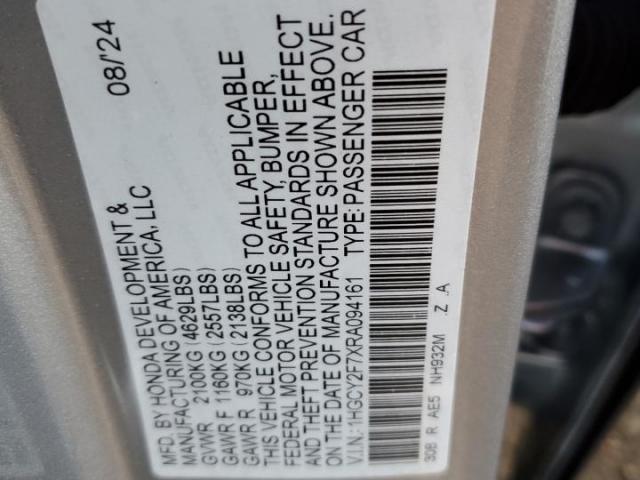 MFD. BY HONDA DEVELOPMENT & 08/24
MANUFACTURING OF AMERICA, LLC
GVWR 2100KG (4629LBS)
GAWR F 1160KG (2557LBS)
GAWR R 970KG (2138LBS)
THIS VEHICLE CONFORMS TO ALL APPLICABLE
FEDERAL MOTOR VEHICLE SAFETY, BUMPER,
AND THEFT PREVENTION STANDARDS IN EFFECT
ON THE DATE OF MANUFACTURE SHOWN ABOVE.
V.I.N.: 1HGCY2F7XRA094161 TYPE: PASSENGER CAR
30B R AE5 NH932M Z .A